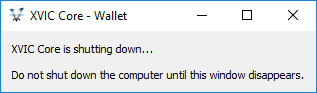 XVIC Core - Wallet
XVIC Core is shutting down...
Do not shut down the computer until this window disappears.